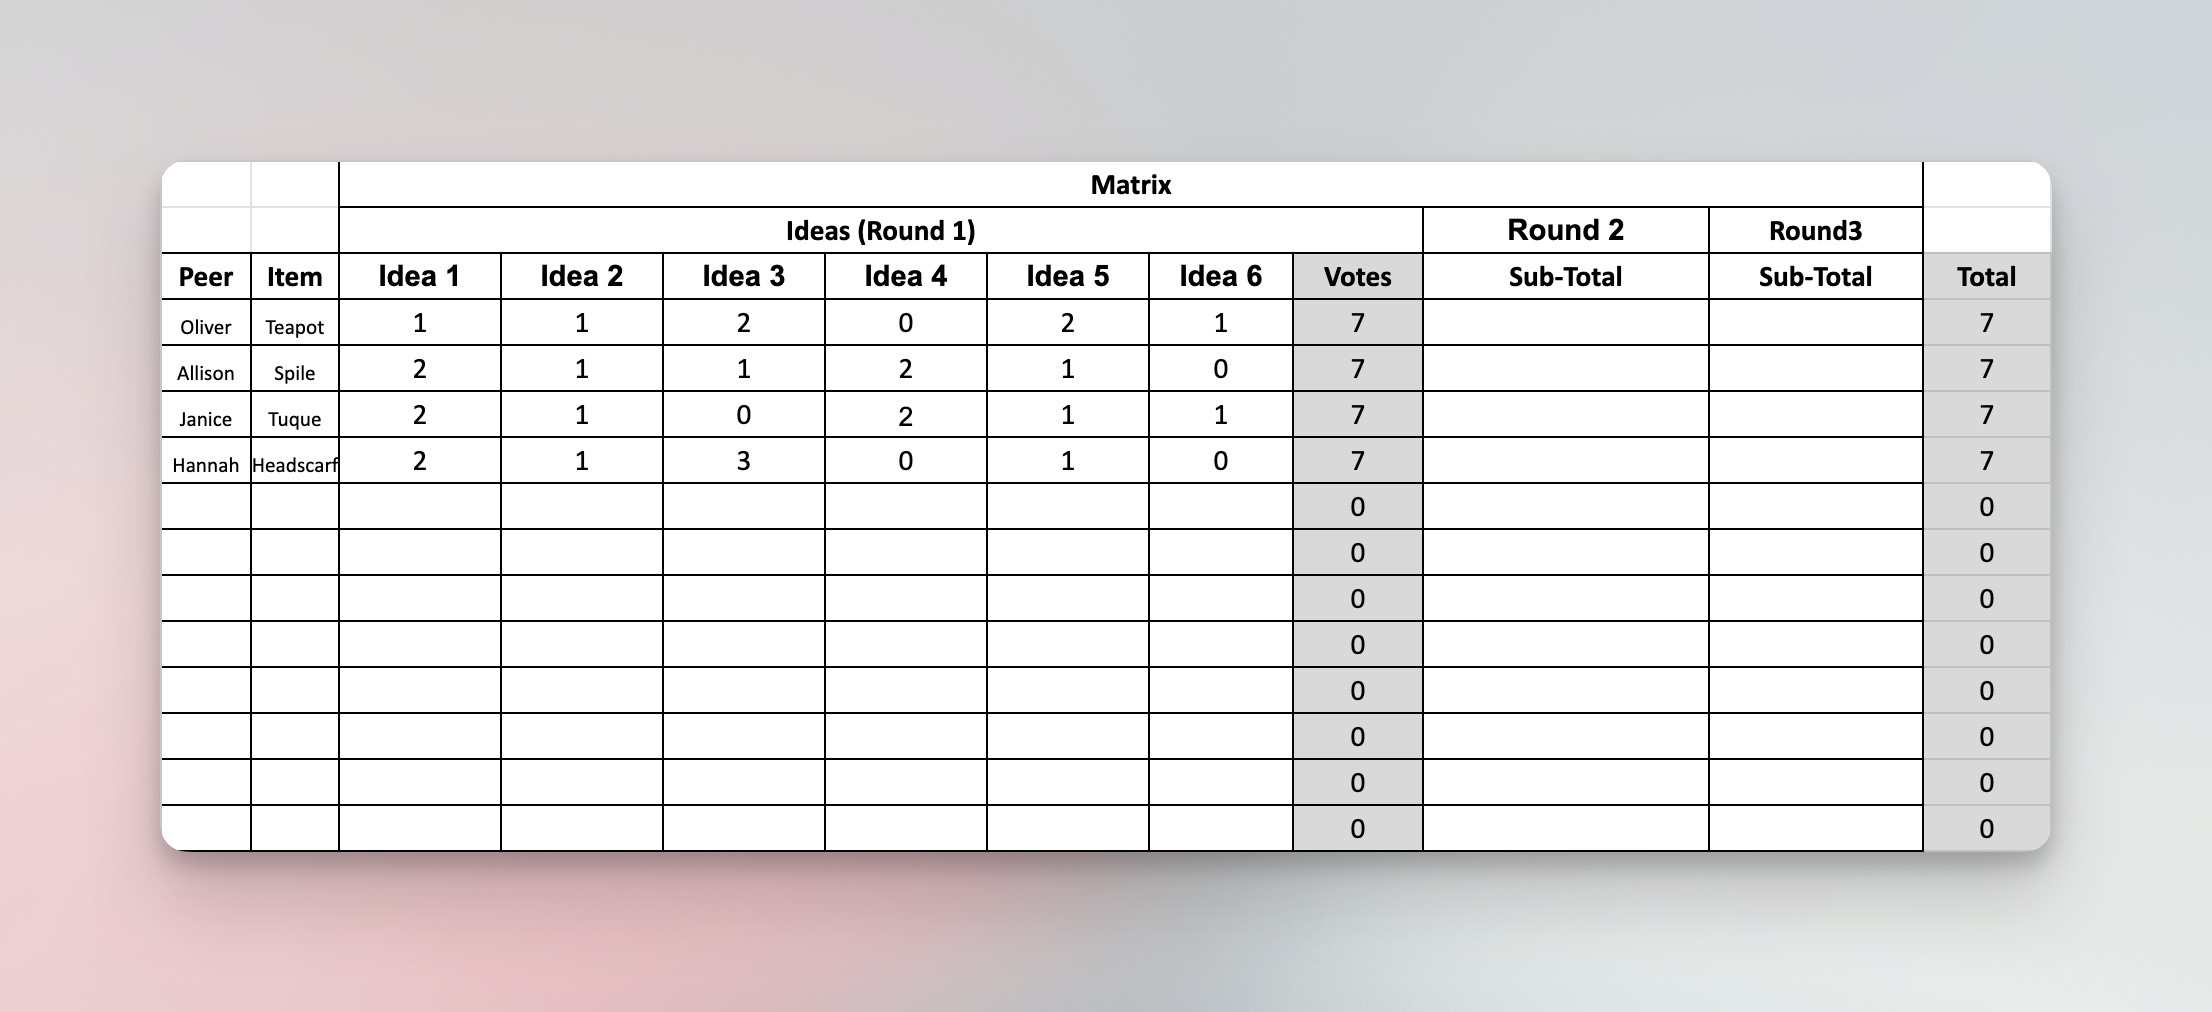 Matrix
Ideas (Round 1) Round 2 Round3
Peer Item Idea 1 Idea 2 Idea 3 Idea 4 Idea 5 Idea 6 Votes Sub-Total Sub-Total Total
Oliver Teapot 1 1 2 0 2 1 7 7
Allison Spile 2 1 1 2 1 0 7 7
Janice Tuque 2 1 0 2 1 1 7 7
Hannah Headscarf 2 1 3 0 1 0 7 7
0 0
0 0
0 0
0 0
0 0
0 0
0 0
0 0